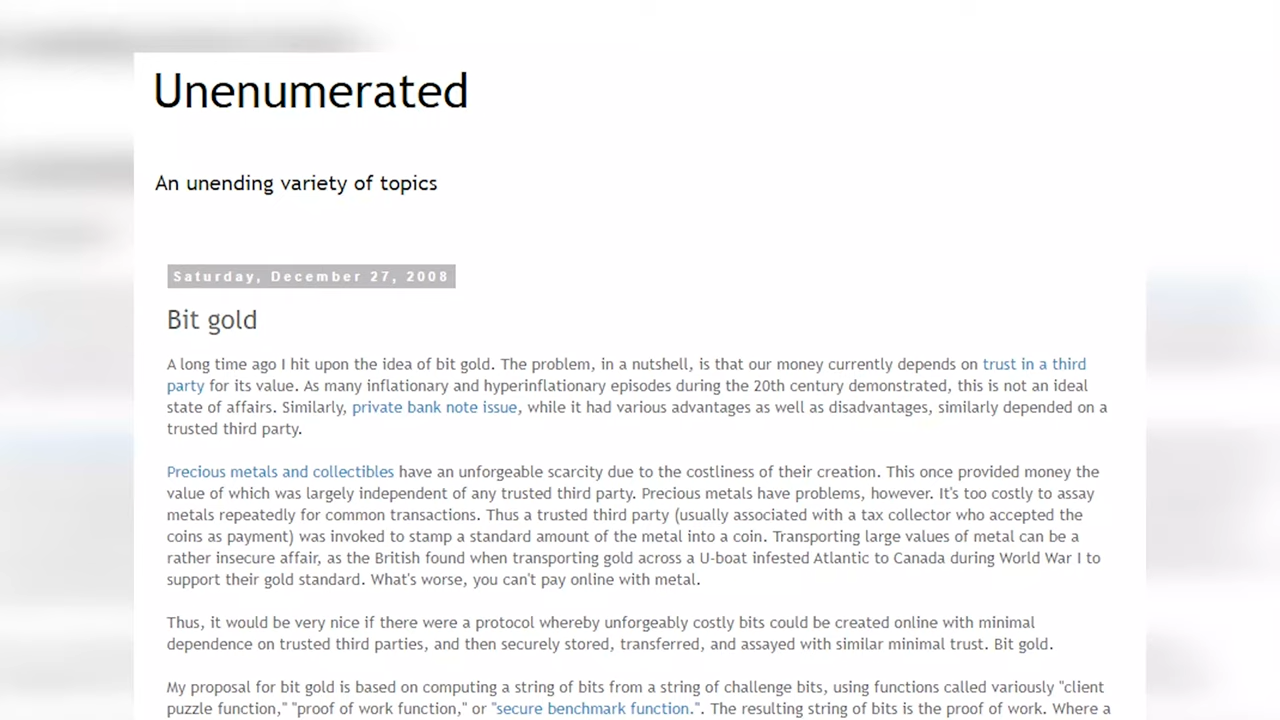 Unenumerated
An unending variety of topics
Saturday, December 27, 2008
Bit gold
A long time ago I hit upon the idea of bit gold. The problem, in a nutshell, is that our money currently depends on trust in a third
party for its value. As many inflationary and hyperinflationary episodes during the 20th century demonstrated, this is not an ideal
state of affairs. Similarly, private bank note issue, while it had various advantages as well as disadvantages, similarly depended on a
trusted third party.
Precious metals and collectibles have an unforgeable scarcity due to the costliness of their creation. This once provided money the
value of which was largely independent of any trusted third party. Precious metals have problems, however. It's too costly to assay
metals repeatedly for common transactions. Thus a trusted third party (usually associated with a tax collector who accepted the
coins as payment) was invoked to stamp a standard amount of the metal into a coin. Transporting large values of metal can be a
rather insecure affair, as the British found when transporting gold across a U-boat infested Atlantic to Canada during World War I to
support their gold standard. What's worse, you can't pay online with metal.
Thus, it would be very nice if there were a protocol whereby unforgeably costly bits could be created online with minimal
dependence on trusted third parties, and then securely stored, transferred, and assayed with similar minimal trust. Bit gold.
My proposal for bit gold is based on computing a string of bits from a string of challenge bits, using functions called variously "client
puzzle function," "proof of work function," or "secure benchmark function.". The resulting string of bits is the proof of work. Where a